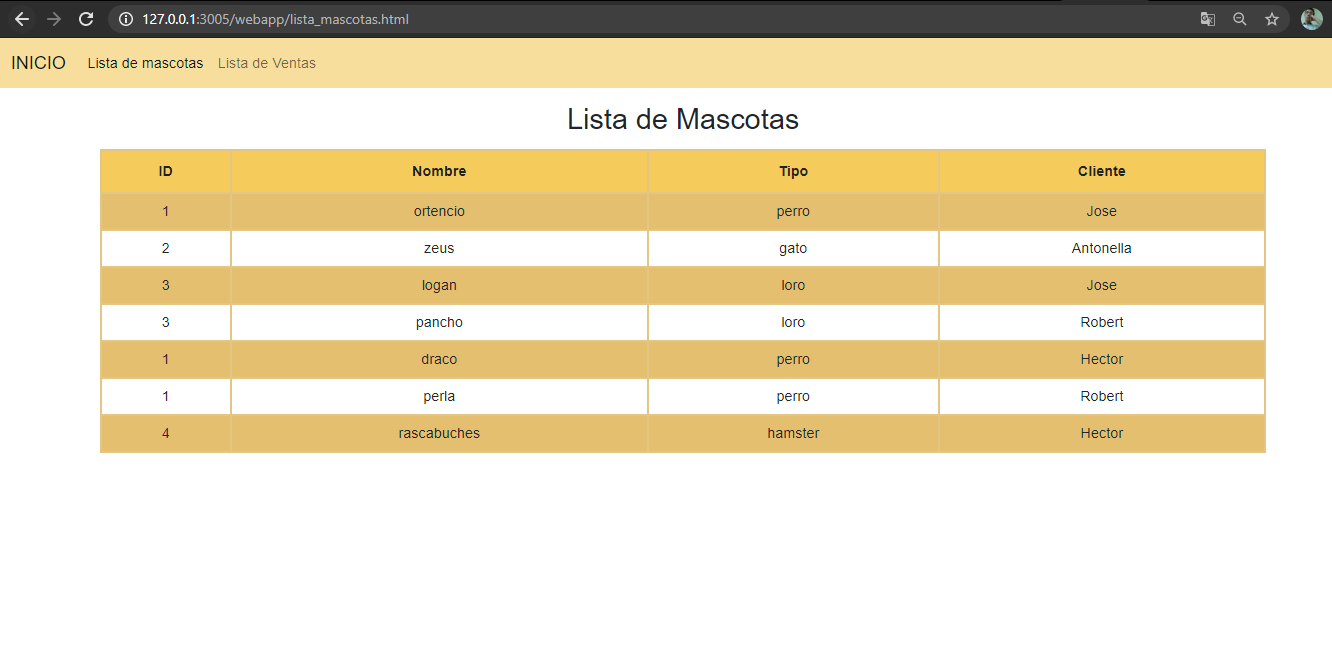 127.0.0.1:3005/webapp/lista_mascotas.html
INICIO Lista de mascotas Lista de Ventas
Lista de Mascotas
ID Nombre Tipo Cliente
1 ortencio perro Jose
2 zeus gato Antonella
3 logan loro Jose
3 pancho loro Robert
1 draco perro Hector
1 perla perro Robert
4 rascabuches hamster Hector